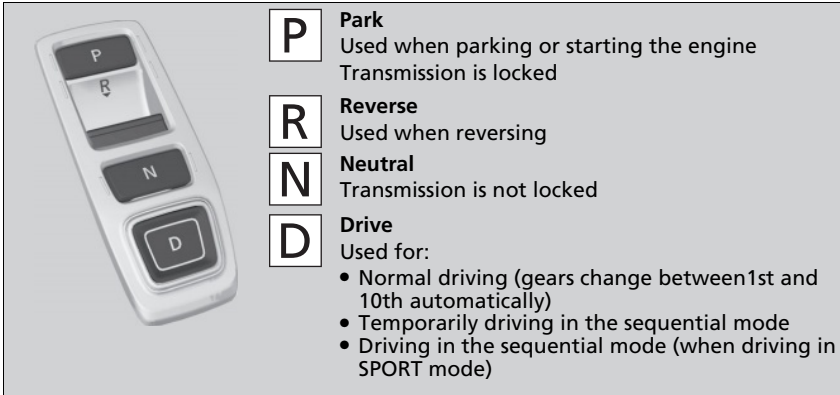 P
R
N
D
P
Park
Used when parking or starting the engine
Transmission is locked
R
Reverse
Used when reversing
N
Neutral
Transmission is not locked
D
Drive
Used for:
● Normal driving (gears change between1st and
10th automatically)
● Temporarily driving in the sequential mode
● Driving in the sequential mode (when driving in
SPORT mode)